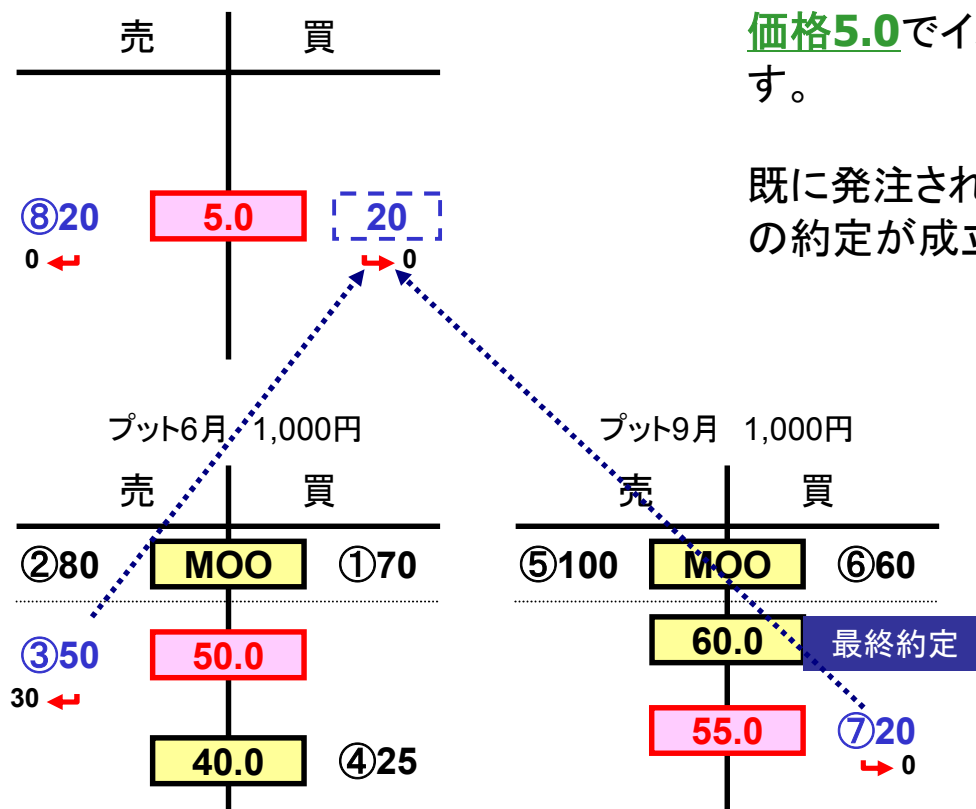 売 買
価格5.0でイ
す。
既に発注され
の約定が成立
⑧20 5.0 20
0 0
プット6月 1,000円
売 買
②80 MOO ①70
③50 50.0
30
40.0 ④25
プット9月 1,000円
売 買
⑤100 MOO ⑥60
60.0 最終約定
55.0 ⑦20
0